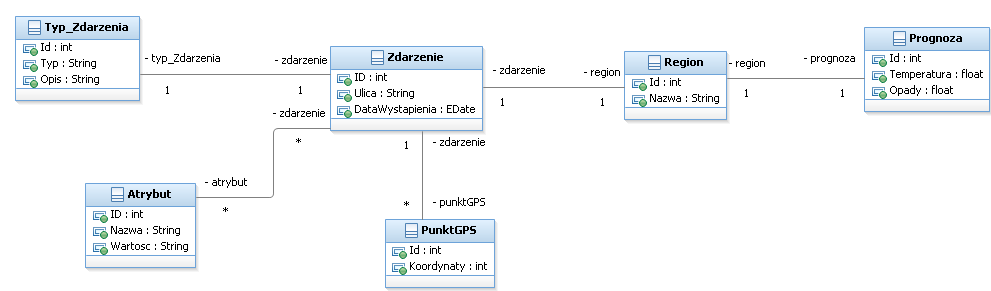 Typ_Zdarzenia
Id : int
Typ : String
Opis : String
- typ_Zdarzenia
1
- zdarzenie
1
Zdarzenie
ID : int
Ulica : String
DataWystapienia : EDate
- zdarzenie
1
- region
1
Region
Id : int
Nazwa : String
- region
1
- prognoza
1
Prognoza
Id : int
Temperatura : float
Opady : float
- zdarzenie
*
- atrybut
*
Atrybut
ID : int
Nazwa : String
Wartosc : String
1
- zdarzenie
*
- punktGPS
PunktGPS
Id : int
Koordynaty : int